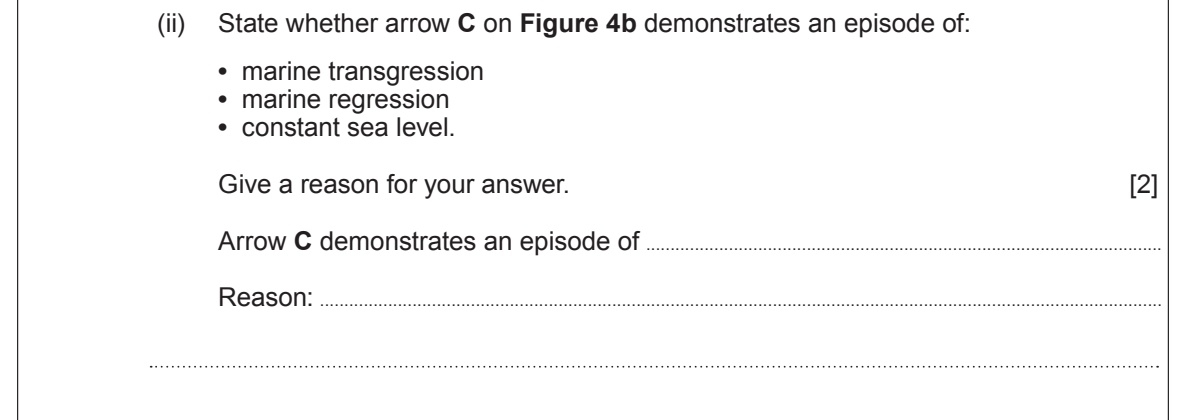 (ii) State whether arrow C on Figure 4b demonstrates an episode of:
• marine transgression
• marine regression
• constant sea level.
Give a reason for your answer. [2]
Arrow C demonstrates an episode of
Reason: